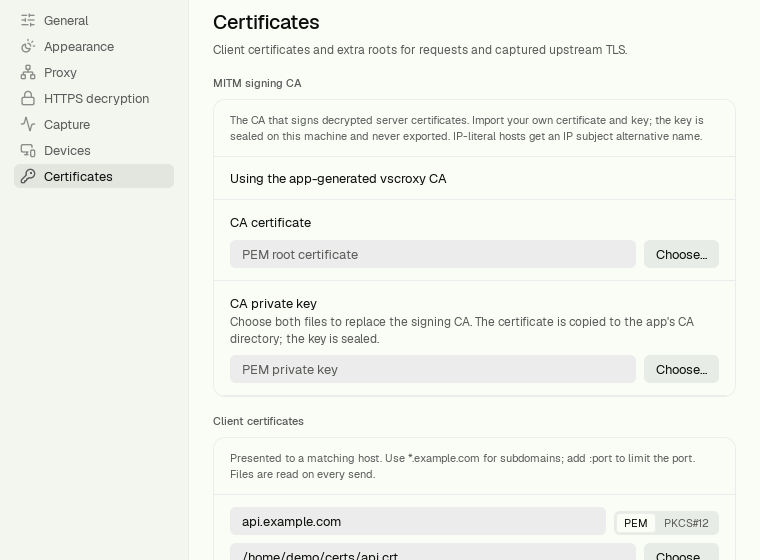 General
Appearance
Proxy
HTTPS decryption
Capture
Devices
Certificates
Certificates
Client certificates and extra roots for requests and captured upstream TLS.
MITM signing CA
The CA that signs decrypted server certificates. Import your own certificate and key; the key is
sealed on this machine and never exported. IP-literal hosts get an IP subject alternative name.
Using the app-generated vscroxy CA
CA certificate
PEM root certificate
Choose...
CA private key
Choose both files to replace the signing CA. The certificate is copied to the app's CA
directory; the key is sealed.
PEM private key
Choose...
Client certificates
Presented to a matching host. Use *.example.com for subdomains; add :port to limit the port.
Files are read on every send.
api.example.com
PEM PKCS#12
/home/demo/certs/api.crt
Choose...